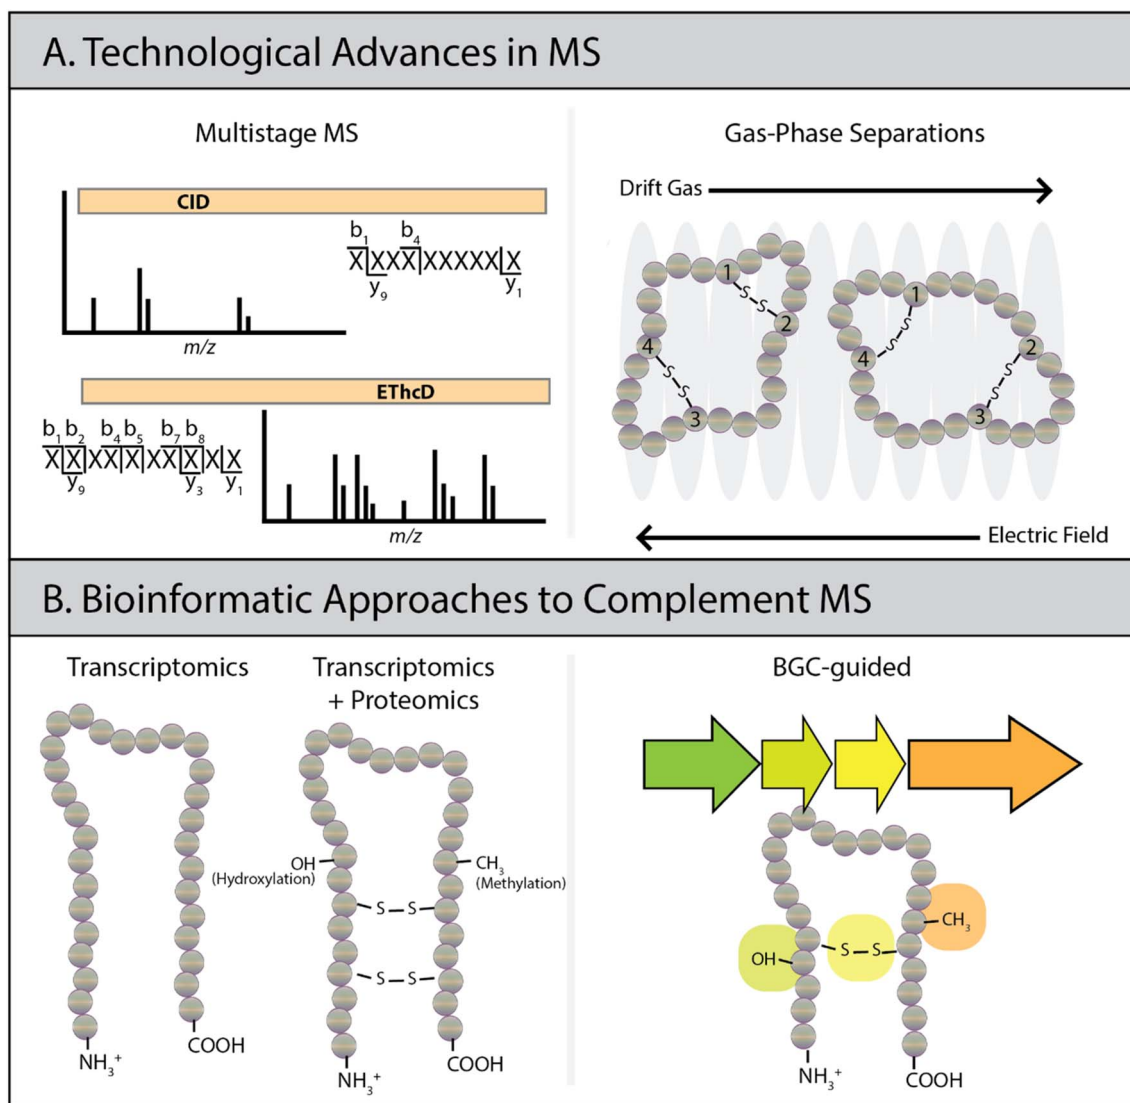 A. Technological Advances in MS
Multistage MS
CID
b1 b4
XXXXXXXXXX
y9 y1
m/z
EThcD
b1 b2 b4 b5 b7 b8
XXXXXXXXXX
y9 y3 y1
m/z
Gas-Phase Separations
Drift Gas
1
S
S
2
4
S
S
3
1
S
S
4
2
S
3
Electric Field
B. Bioinformatic Approaches to Complement MS
Transcriptomics
NH3+
COOH
Transcriptomics
+ Proteomics
OH
(Hydroxylation)
CH3
(Methylation)
S S
S S
NH3+
COOH
BGC-guided
CH3
OH
S S
NH3+
COOH